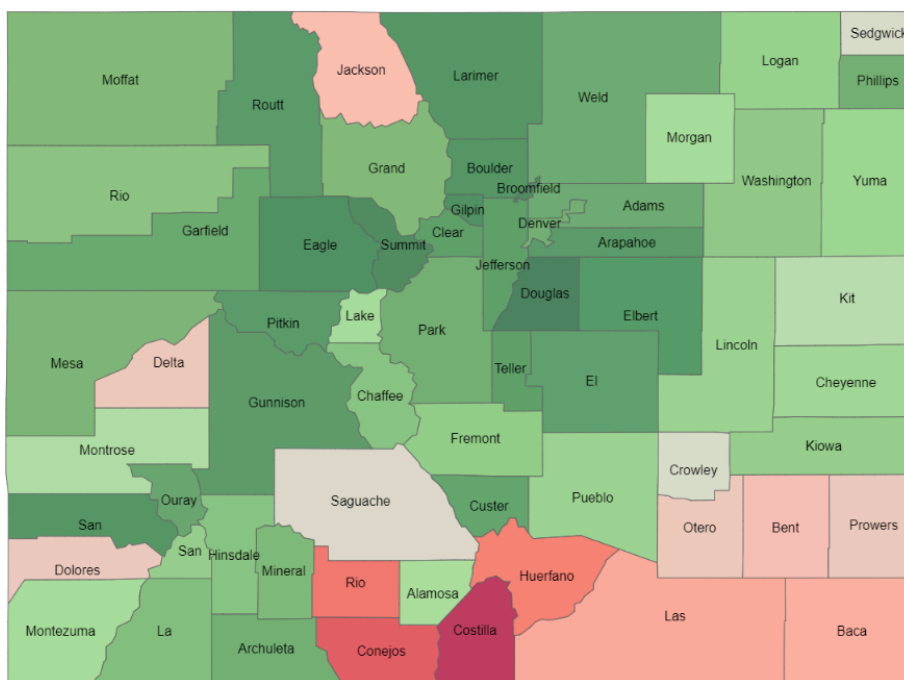 Sedgwick
Moffat
Jackson
Larimer
Logan
Phillips
Routt
Weld
Morgan
Grand
Boulder
Washington
Yuma
Rio
Broomfield
Gilpin
Adams
Garfield
Eagle
Summit
Clear
Denver
Arapahoe
Jefferson
Douglas
Kit
Pitkin
Lake
Elbert
Park
Lincoln
Mesa
Delta
Teller
El
Cheyenne
Gunnison
Chaffee
Fremont
Montrose
Kiowa
Crowley
Ouray
Saguache
Custer
Pueblo
San
Otero
Bent
Prowers
San
Hinsdale
Dolores
Mineral
Rio
Huerfano
Alamosa
Montezuma
La
Costilla
Las
Baca
Archuleta
Conejos